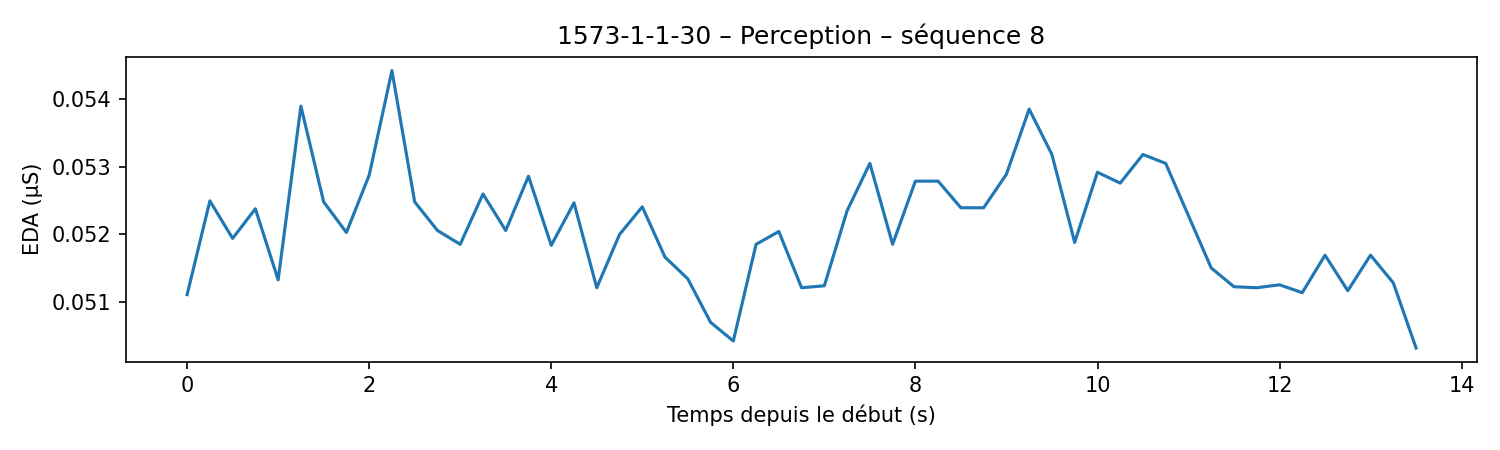 1573-1-1-30 – Perception – séquence 8
EDA (µS)
0.054
0.053
0.052
0.051
0 2 4 6 8 10 12 14
Temps depuis le début (s)